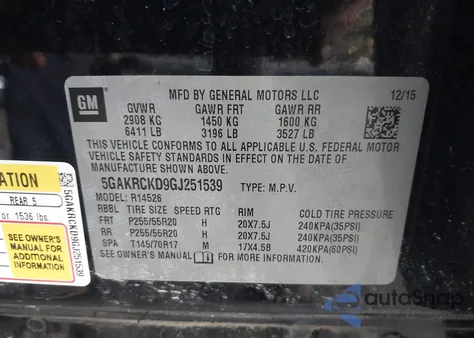 GM
MFD BY GENERAL MOTORS LLC 12/15
GVWR GAWR FRT GAWR RR
2908 KG 1450 KG 1600 KG
6411 LB 3196 LB 3527 LB
THIS VEHICLE CONFORMS TO ALL APPLICABLE U.S. FEDERAL MOTOR
VEHICLE SAFETY STANDARDS IN EFFECT ON THE DATE OF
MANUFACTURE SHOWN ABOVE.
5GAKRCKD9GJ251539 TYPE: M.P.V.
MODEL: R14526
RBBL TIRE SIZE SPEED RTG RIM COLD TIRE PRESSURE
FRT P255/55R20 H 20X7.5J 240KPA(35PSI)
RR P255/55R20 H 20X7.5J 240KPA(35PSI)
SPA T145/70R17 M 17X4.5B 420KPA(60PSI)
SEE OWNER'S MANUAL FOR MORE INFORMATION
ATION
REAR 5
or 1536 lbs.
SEE OWNER'S
MANUAL FOR
ADDITIONAL
INFORMATION
5GAKRCKD9GJ251539
autoSnap